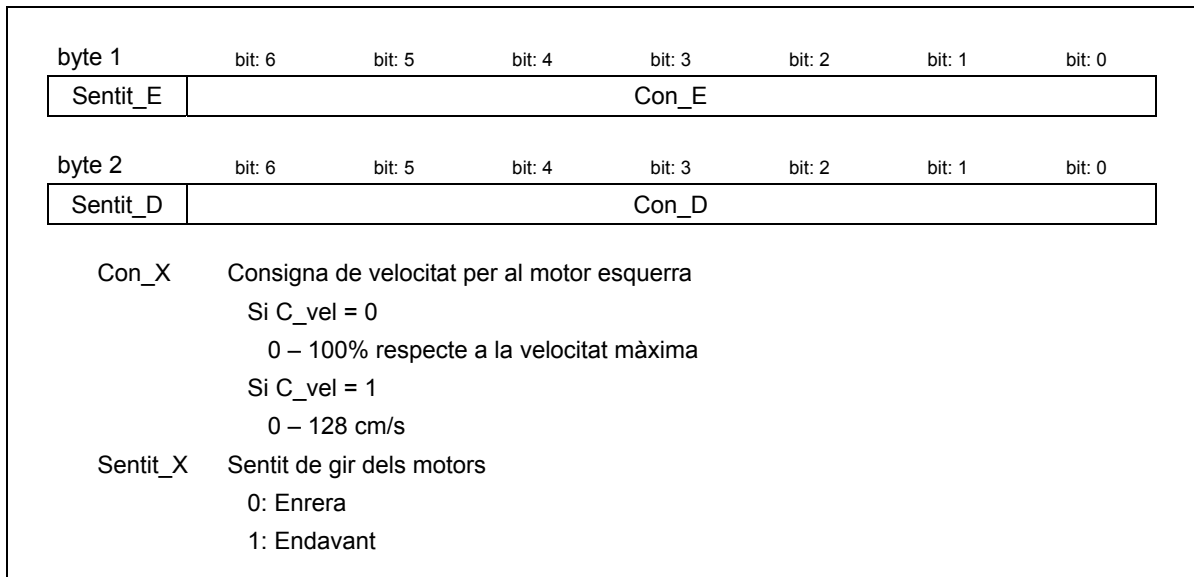 byte 1 bit: 6 bit: 5 bit: 4 bit: 3 bit: 2 bit: 1 bit: 0
Sentit_E Con_E
byte 2 bit: 6 bit: 5 bit: 4 bit: 3 bit: 2 bit: 1 bit: 0
Sentit_D Con_D
Con_X Consigna de velocitat per al motor esquerra
Si C_vel = 0
0 – 100% respecte a la velocitat màxima
Si C_vel = 1
0 – 128 cm/s
Sentit_X Sentit de gir dels motors
0: Enrera
1: Endavant